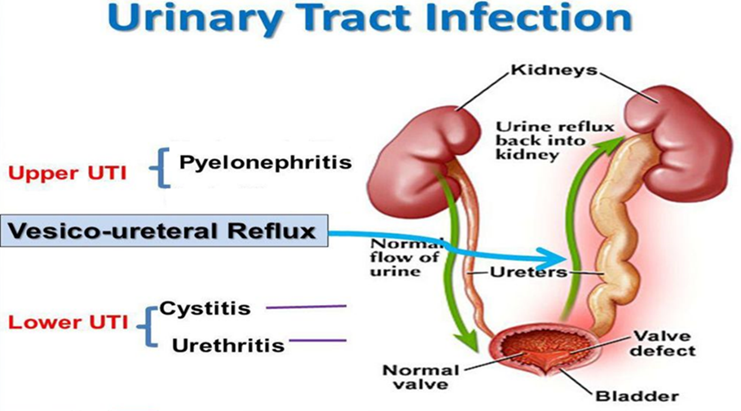 Urinary Tract Infection
Kidneys
Urine reflux
back into
kidney
Upper UTI
Pyelonephritis
Vesico-ureteral Reflux
Normal
flow of
urine
Ureters
Lower UTI
Cystitis
Urethritis
Valve
defect
Normal
valve
Bladder